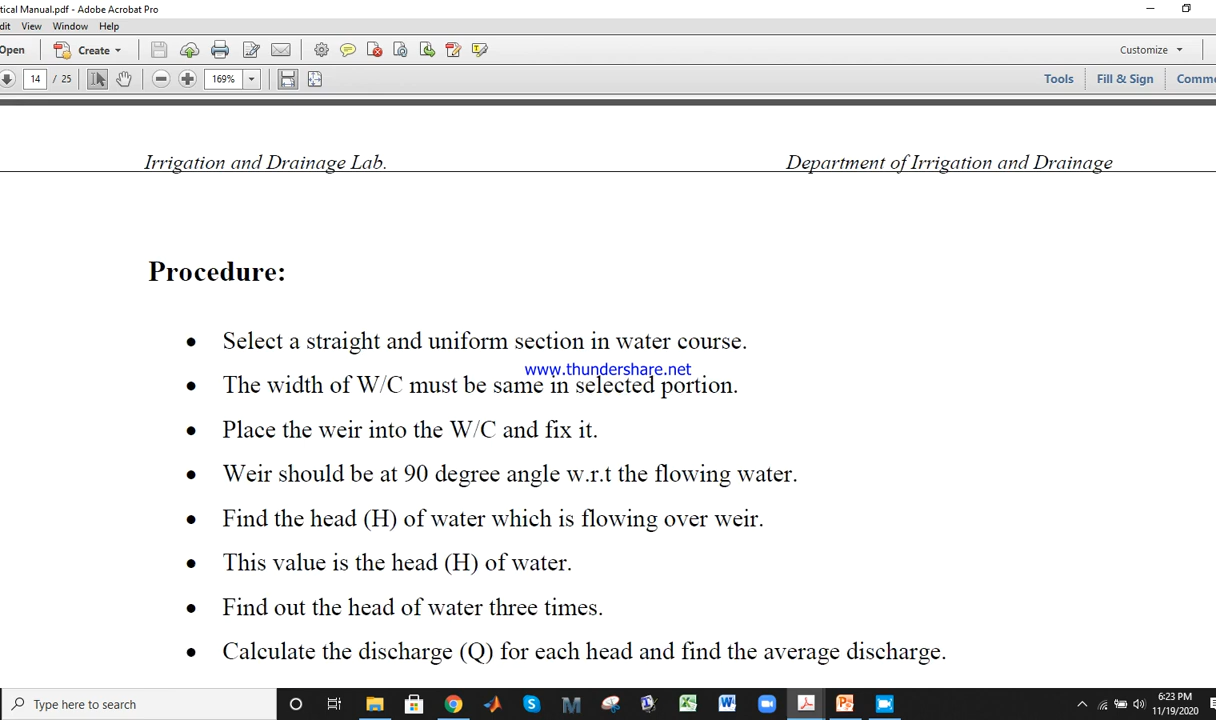 tical Manual.pdf - Adobe Acrobat Pro
dit View Window Help
Open Create Customize
14 / 25 169% Tools Fill & Sign Comme
Irrigation and Drainage Lab. Department of Irrigation and Drainage
Procedure:
• Select a straight and uniform section in water course.
www.thundershare.net
• The width of W/C must be same in selected portion.
• Place the weir into the W/C and fix it.
• Weir should be at 90 degree angle w.r.t the flowing water.
• Find the head (H) of water which is flowing over weir.
• This value is the head (H) of water.
• Find out the head of water three times.
• Calculate the discharge (Q) for each head and find the average discharge.
Type here to search
6:23 PM
11/19/2020